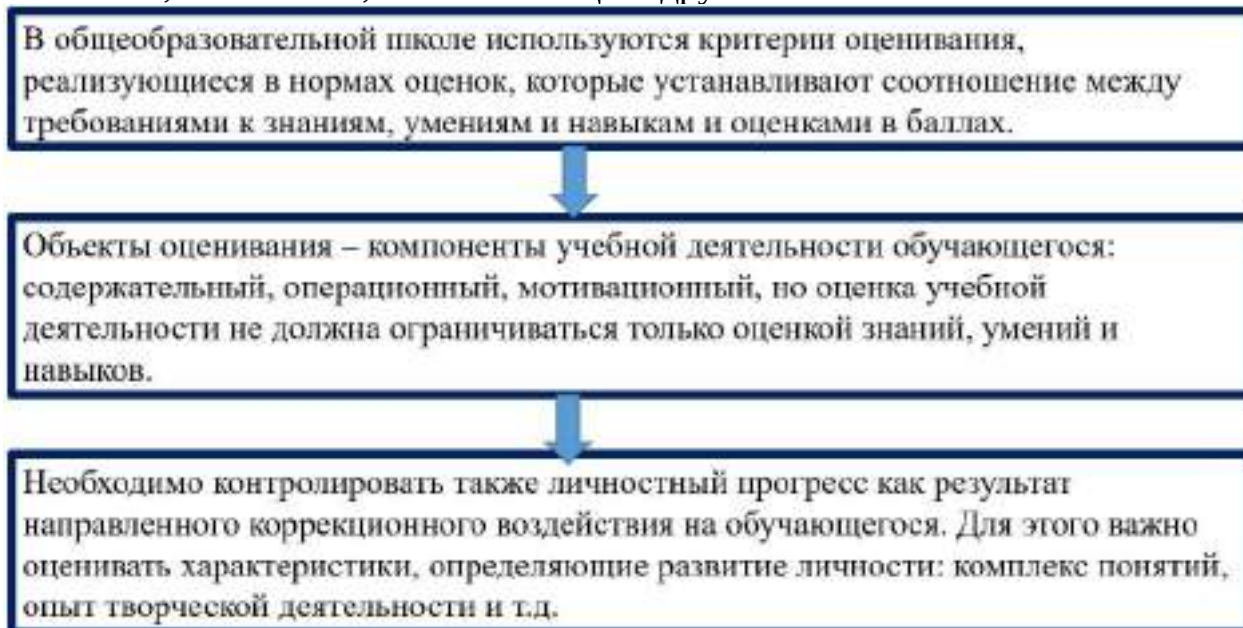 В общеобразовательной школе используются критерии оценивания,
реализующиеся в нормах оценок, которые устанавливают соотношение между
требованиями к знаниям, умениям и навыкам и оценками в баллах.
Объекты оценивания – компоненты учебной деятельности обучающегося:
содержательный, операционный, мотивационный, но оценка учебной
деятельности не должна ограничиваться только оценкой знаний, умений и
навыков.
Необходимо контролировать также личностный прогресс как результат
направленного коррекционного воздействия на обучающегося. Для этого важно
оценивать характеристики, определяющие развитие личности: комплекс понятий,
опыт творческой деятельности и т.д.